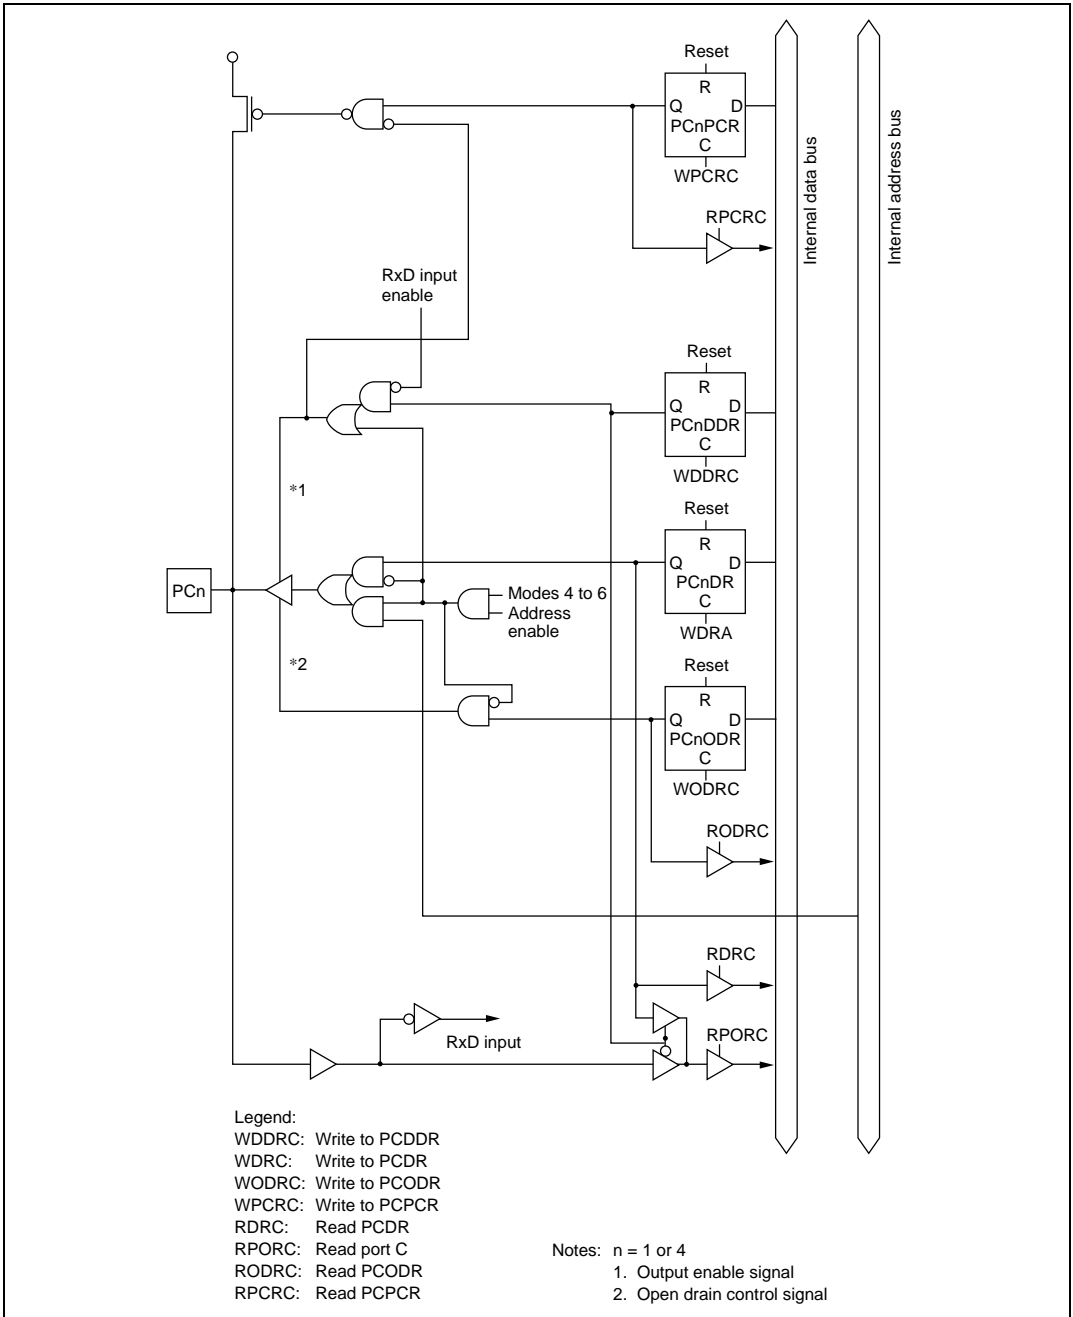 Reset
R
Q D
PCnPCR
C
WPCRC
RPCRC
Internal data bus
Internal address bus
RxD input
enable
Reset
R
Q D
PCnDDR
C
WDDRC
*1
Reset
R
Q D
PCnDR
C
WDRA
PCn
Modes 4 to 6
Address
enable
*2
Reset
R
Q D
PCnODR
C
WODRC
RODRC
RDRC
RxD input
RPORC
Legend:
WDDRC: Write to PCDDR
WDRC: Write to PCDR
WODRC: Write to PCODR
WPCRC: Write to PCPCR
RDRC: Read PCDR
RPORC: Read port C
RODRC: Read PCODR
RPCRC: Read PCPCR
Notes: n = 1 or 4
1. Output enable signal
2. Open drain control signal